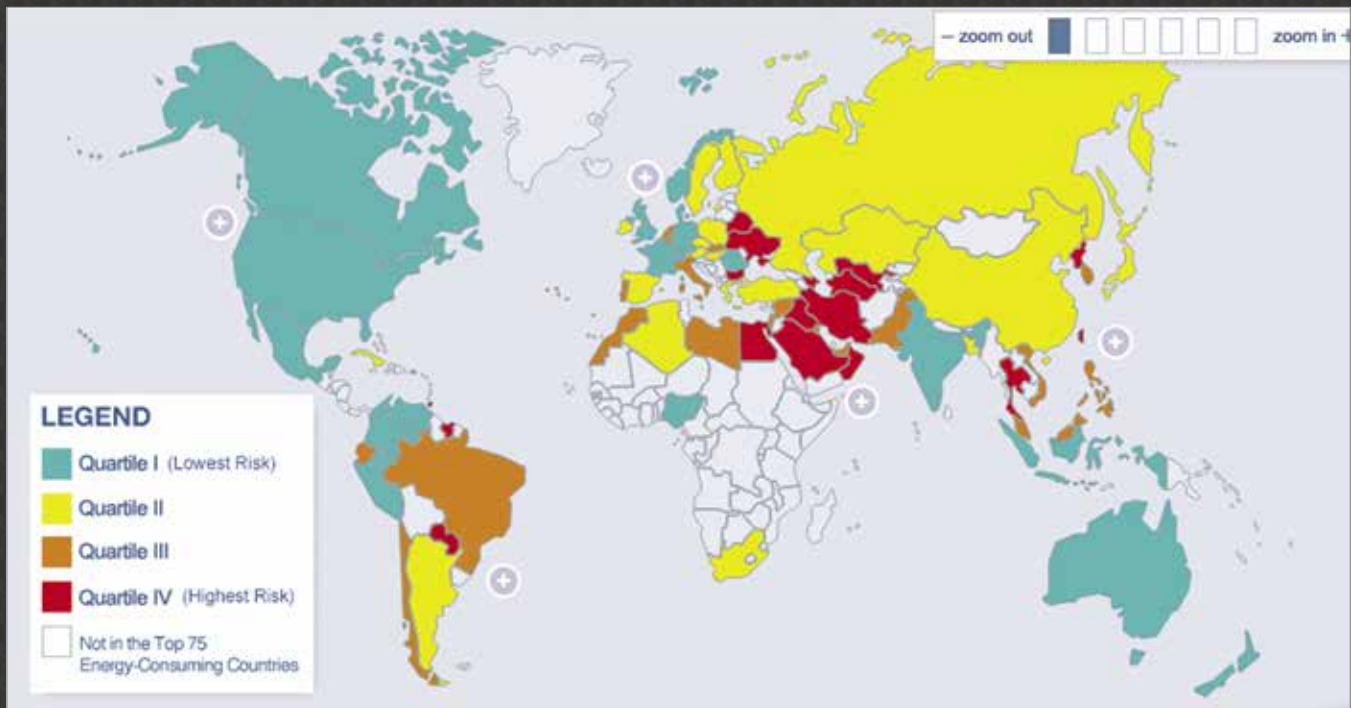 – zoom out zoom in +
LEGEND
Quartile I (Lowest Risk)
Quartile II
Quartile III
Quartile IV (Highest Risk)
Not in the Top 75
Energy-Consuming Countries